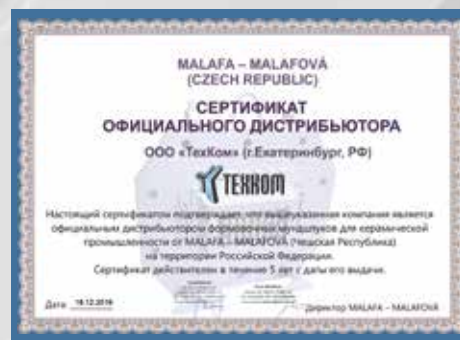 MALAFA – MALAFOVÁ
(CZECH REPUBLIC)
СЕРТИФИКАТ
ОФИЦИАЛЬНОГО ДИСТРИБЬЮТОРА
ООО «ТехКом» (г.Екатеринбург, РФ)
ТЕХКОМ
Настоящий сертификатом подтверждает, что вышеуказанная компания является
официальным дистрибьютором формовочных мундштуков для керамической
промышленности от MALAFA – MALAFOVÁ (Чешская Республика)
на территории Российской Федерации.
Сертификат действителен в течение 5 лет с даты его выдачи.
Дата 19.12.2016
Директор MALAFA – MALAFOVÁ